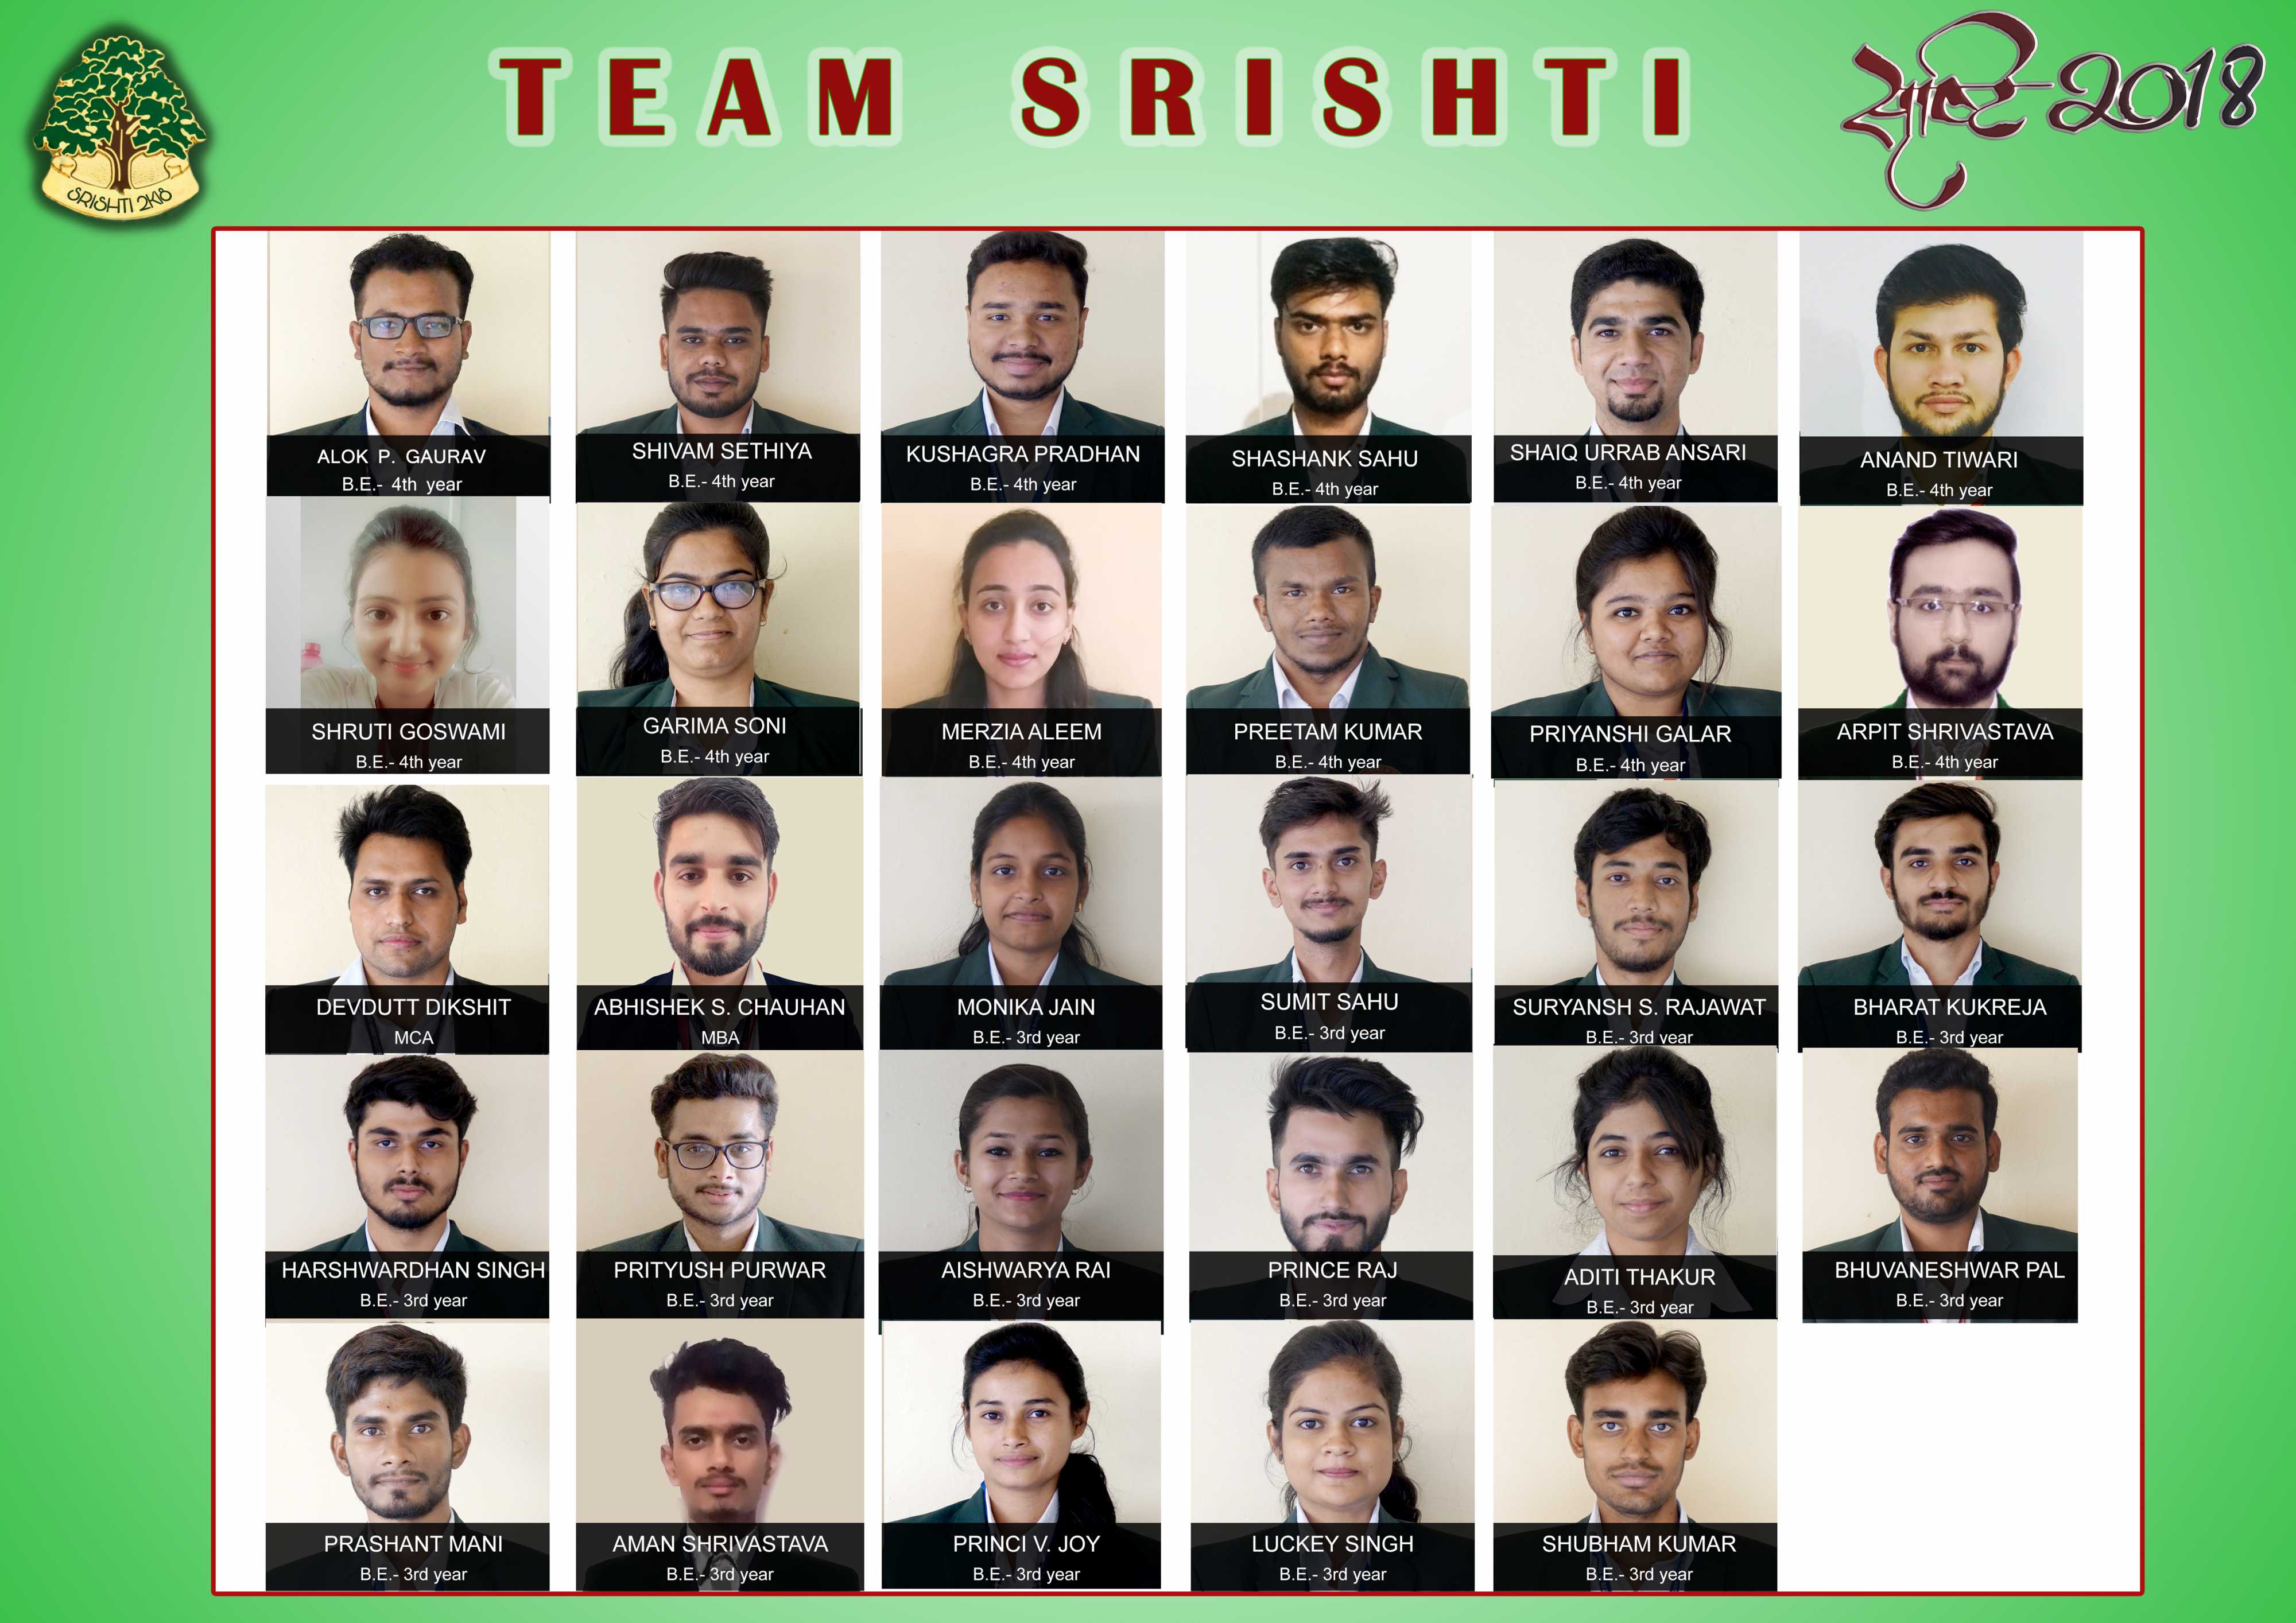 TEAM SRISHTI
सृष्टि 2018
SRISHTI 2K18
ALOK P. GAURAV
B.E.- 4th year
SHIVAM SETHIYA
B.E.- 4th year
KUSHAGRA PRADHAN
B.E.- 4th year
SHASHANK SAHU
B.E.- 4th year
SHAIQ URRAB ANSARI
B.E.- 4th year
ANAND TIWARI
B.E.- 4th year
SHRUTI GOSWAMI
B.E.- 4th year
GARIMA SONI
B.E.- 4th year
MERZIA ALEEM
B.E.- 4th year
PREETAM KUMAR
B.E.- 4th year
PRIYANSHI GALAR
B.E.- 4th year
ARPIT SHRIVASTAVA
B.E.- 4th year
DEVDUTT DIKSHIT
MCA
ABHISHEK S. CHAUHAN
MBA
MONIKA JAIN
B.E.- 3rd year
SUMIT SAHU
B.E.- 3rd year
SURYANSH S. RAJAWAT
B.E.- 3rd year
BHARAT KUKREJA
B.E.- 3rd year
HARSHWARDHAN SINGH
B.E.- 3rd year
PRITYUSH PURWAR
B.E.- 3rd year
AISHWARYA RAI
B.E.- 3rd year
PRINCE RAJ
B.E.- 3rd year
ADITI THAKUR
B.E.- 3rd year
BHUVANESHWAR PAL
B.E.- 3rd year
PRASHANT MANI
B.E.- 3rd year
AMAN SHRIVASTAVA
B.E.- 3rd year
PRINCI V. JOY
B.E.- 3rd year
LUCKEY SINGH
B.E.- 3rd year
SHUBHAM KUMAR
B.E.- 3rd year